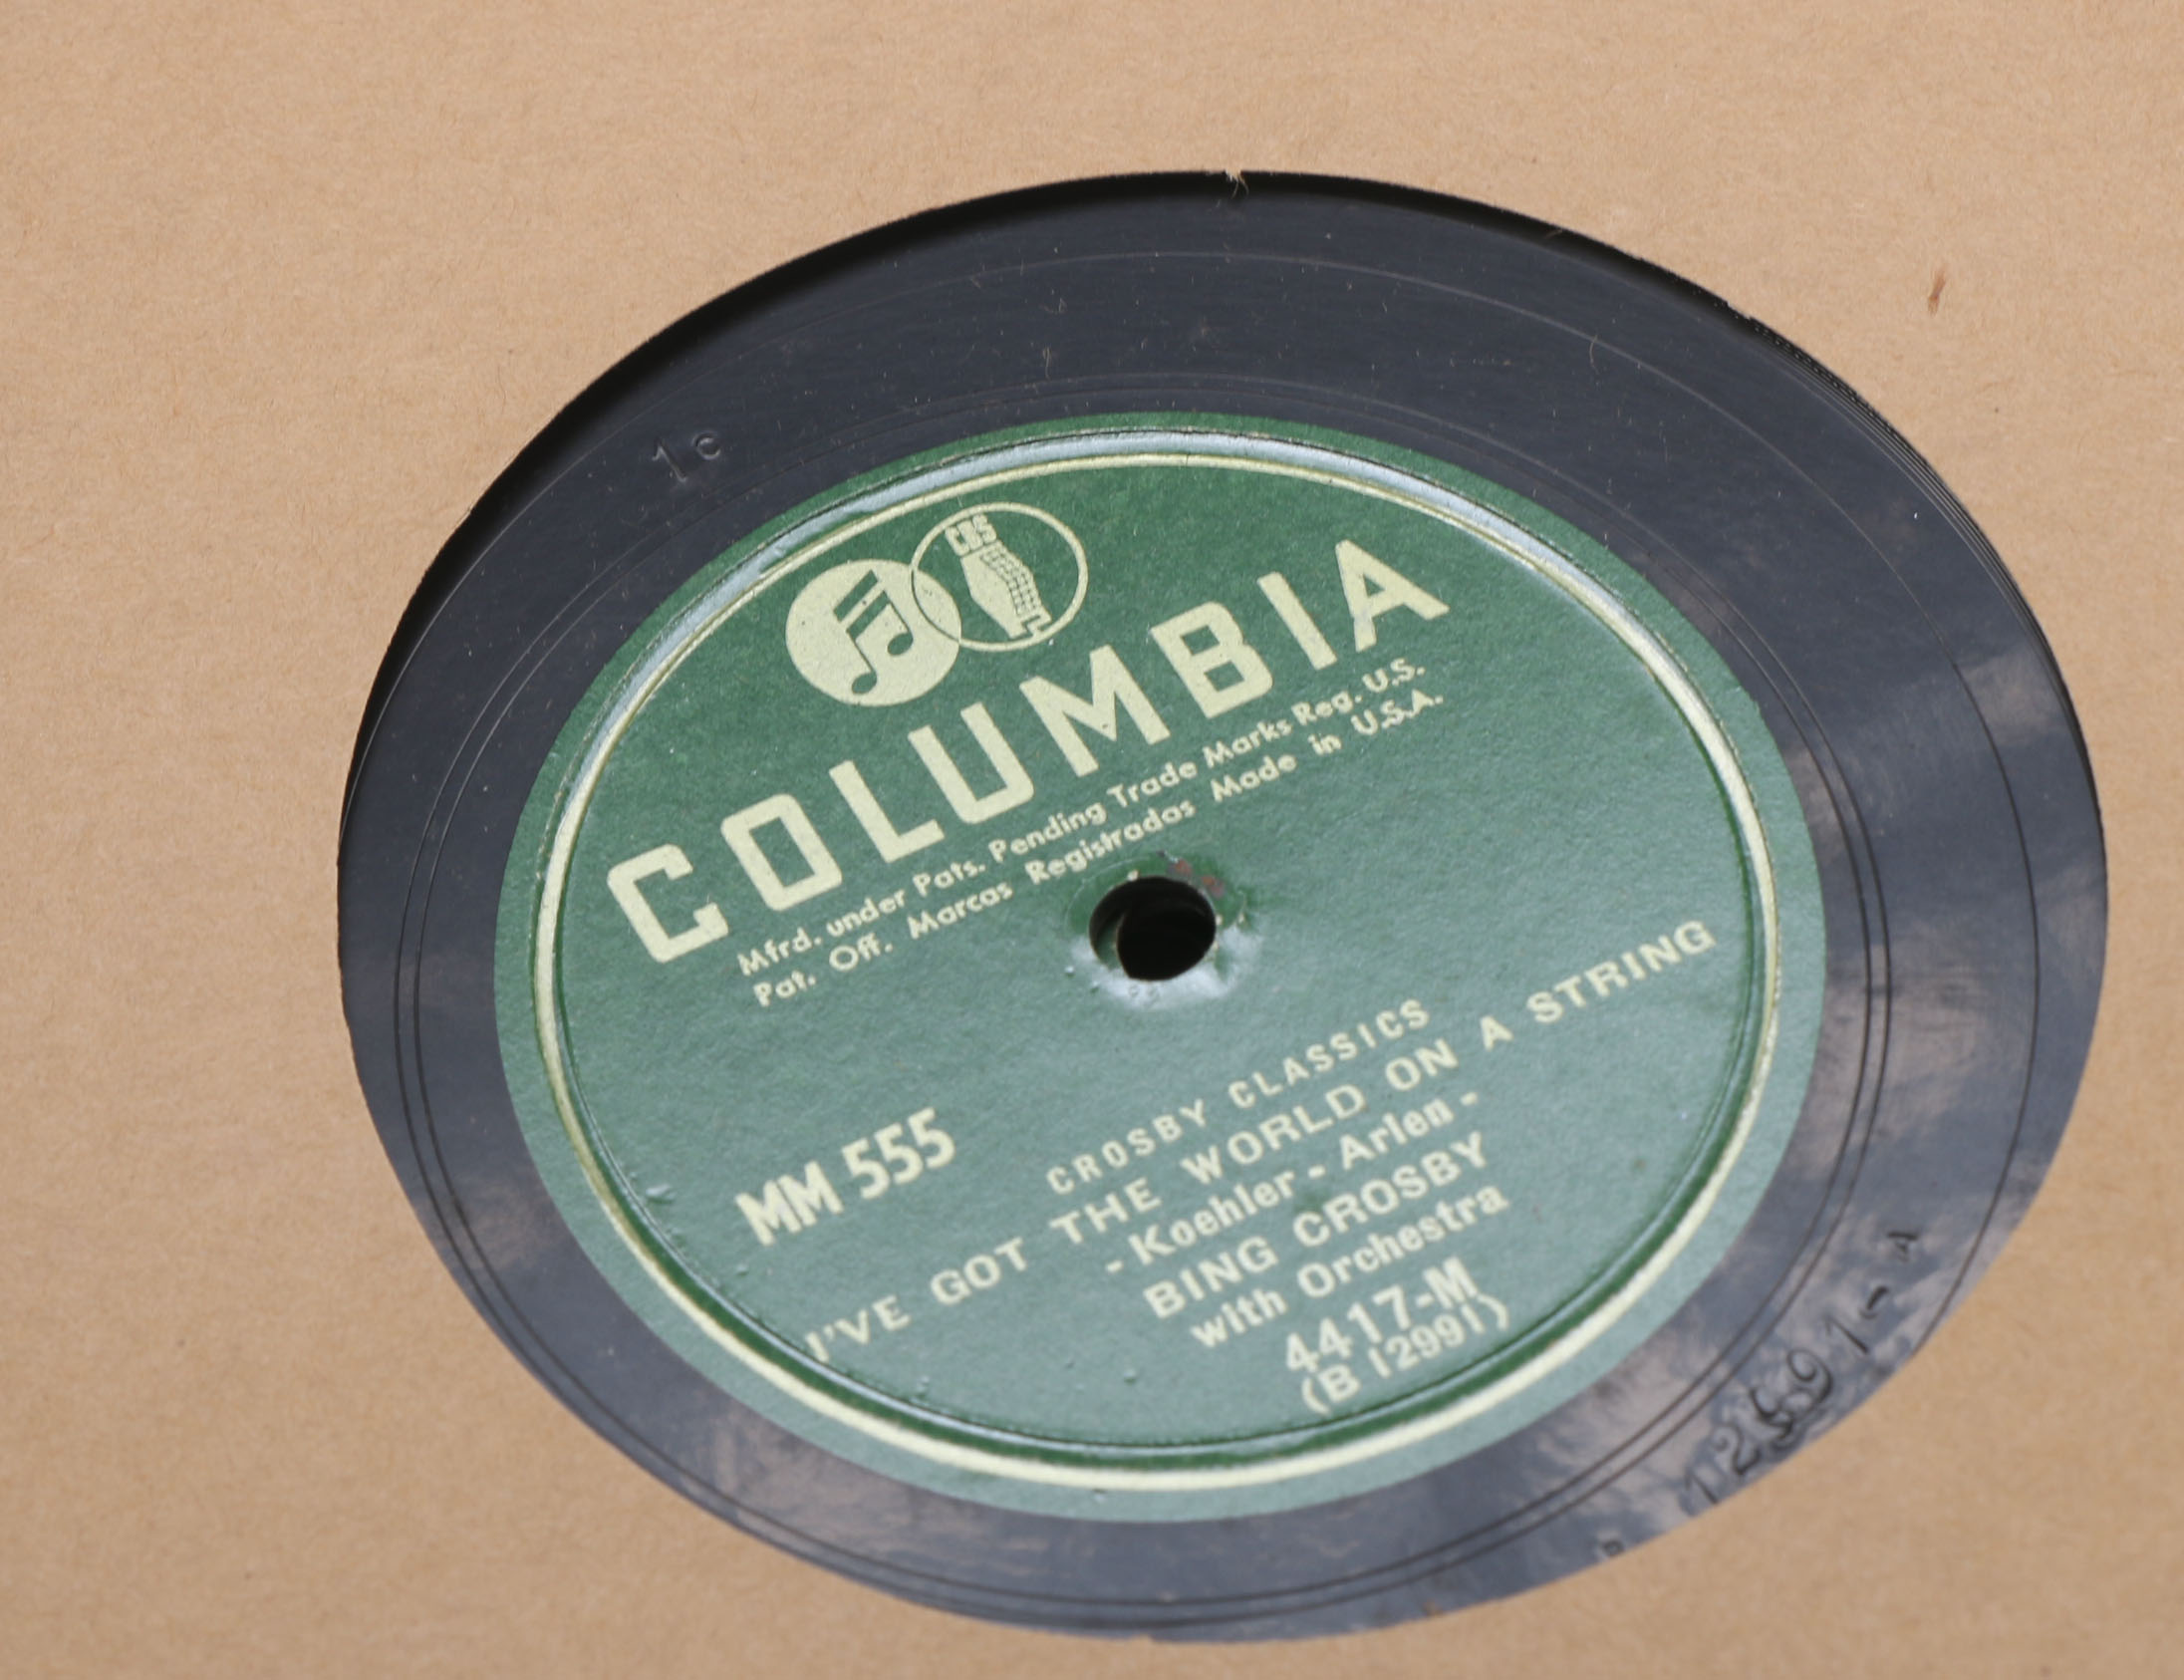 1c
CBS
COLUMBIA
Mfrd. under Pats. Pending Trade Marks Reg. U.S.
Pat. Off. Marcas Registradas Made in U.S.A.
MM 555
CROSBY CLASSICS
I'VE GOT THE WORLD ON A STRING
- Koehler - Arlen -
BING CROSBY
with Orchestra
4417-M
(B 12991)